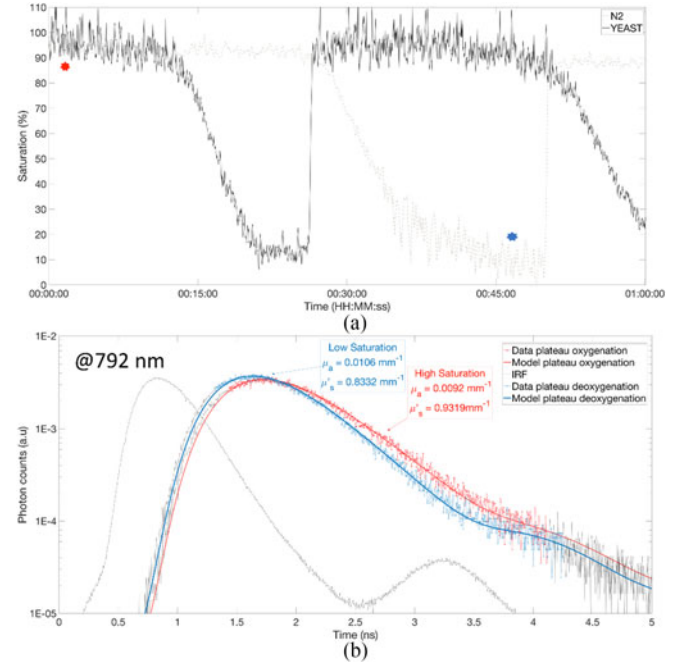 110
100
90
80
70
60
50
40
30
20
10
0
Saturation (%)
N2
YEAST
00:00:00
00:15:00
00:30:00
00:45:00
01:00:00
Time (HH:MM:ss)
(a)
@792 nm
1E-2
1E-3
1E-4
1E-05
Photon counts (a.u)
Low Saturation
μa = 0.0106 mm-1
μ's = 0.8332 mm-1
High Saturation
μa = 0.0092 mm-1
μ's = 0.9319mm-1
Data plateau oxygenation
Model plateau oxygenation
IRF
Data plateau deoxygenation
Model plateau deoxygenation
0
0.5
1
1.5
2
2.5
3
3.5
4
4.5
5
Time (ns)
(b)